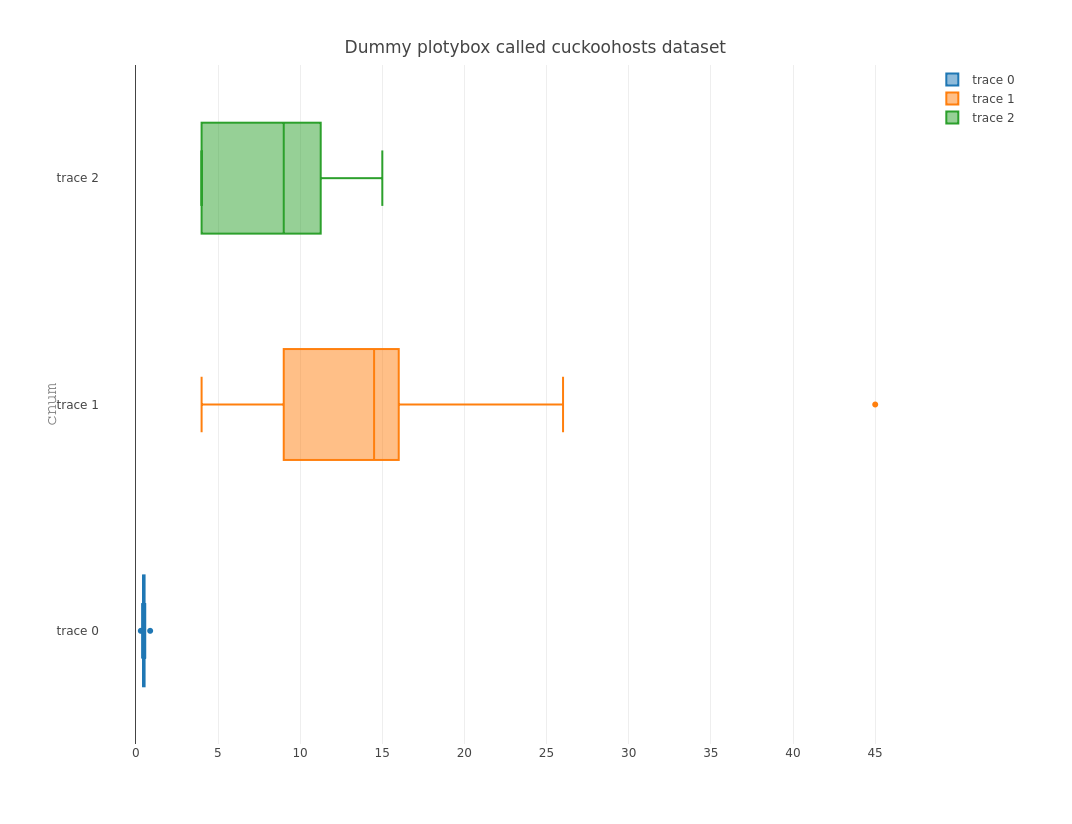 Dummy plotybox called cuckoohosts dataset
trace 0
trace 1
trace 2
trace 2
cnum
trace 1
trace 0
0 5 10 15 20 25 30 35 40 45